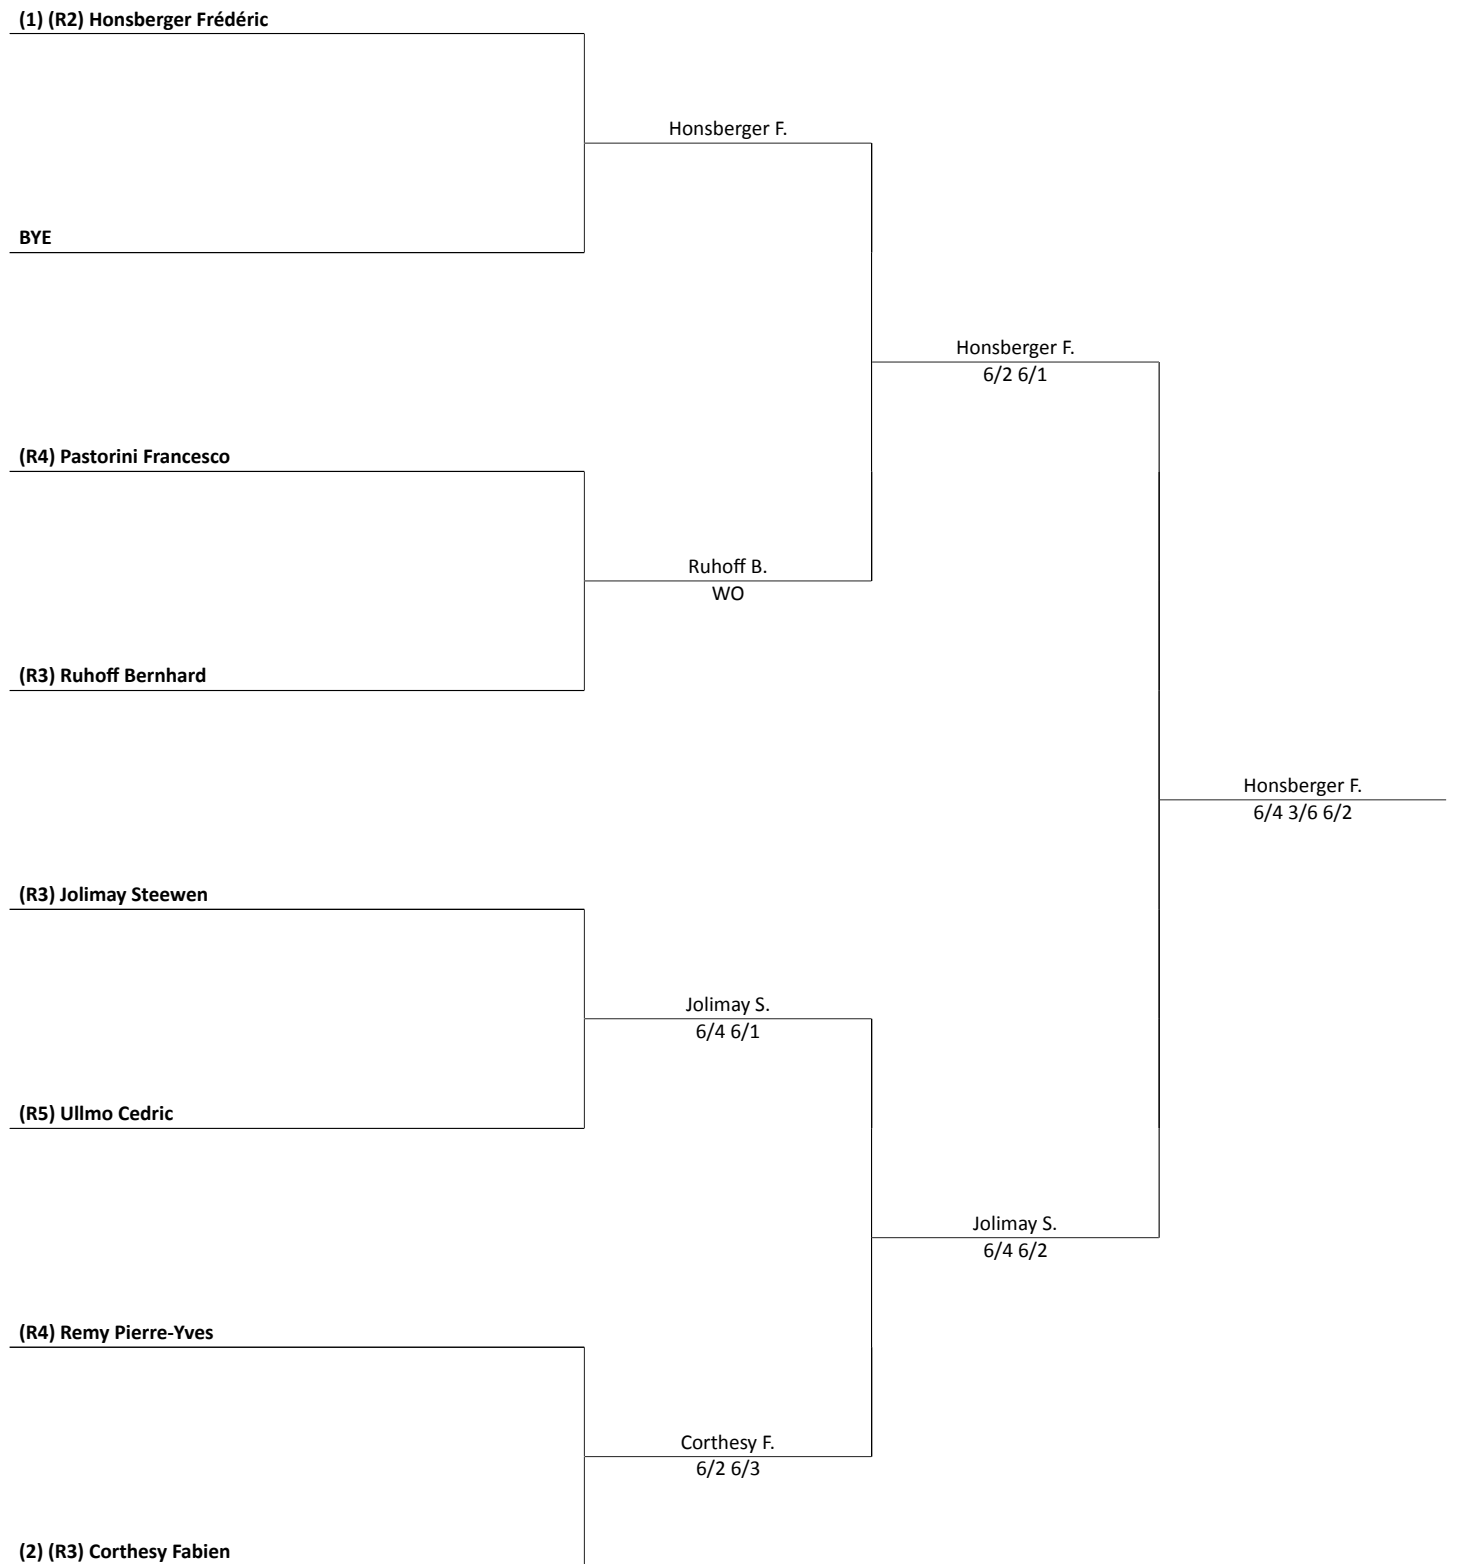 (1) (R2) Honsberger Frédéric
Honsberger F.
BYE
Honsberger F.
6/2 6/1
(R4) Pastorini Francesco
Ruhoff B.
WO
(R3) Ruhoff Bernhard
Honsberger F.
6/4 3/6 6/2
(R3) Jolimay Steewen
Jolimay S.
6/4 6/1
(R5) Ullmo Cedric
Jolimay S.
6/4 6/2
(R4) Remy Pierre-Yves
Corthesy F.
6/2 6/3
(2) (R3) Corthesy Fabien